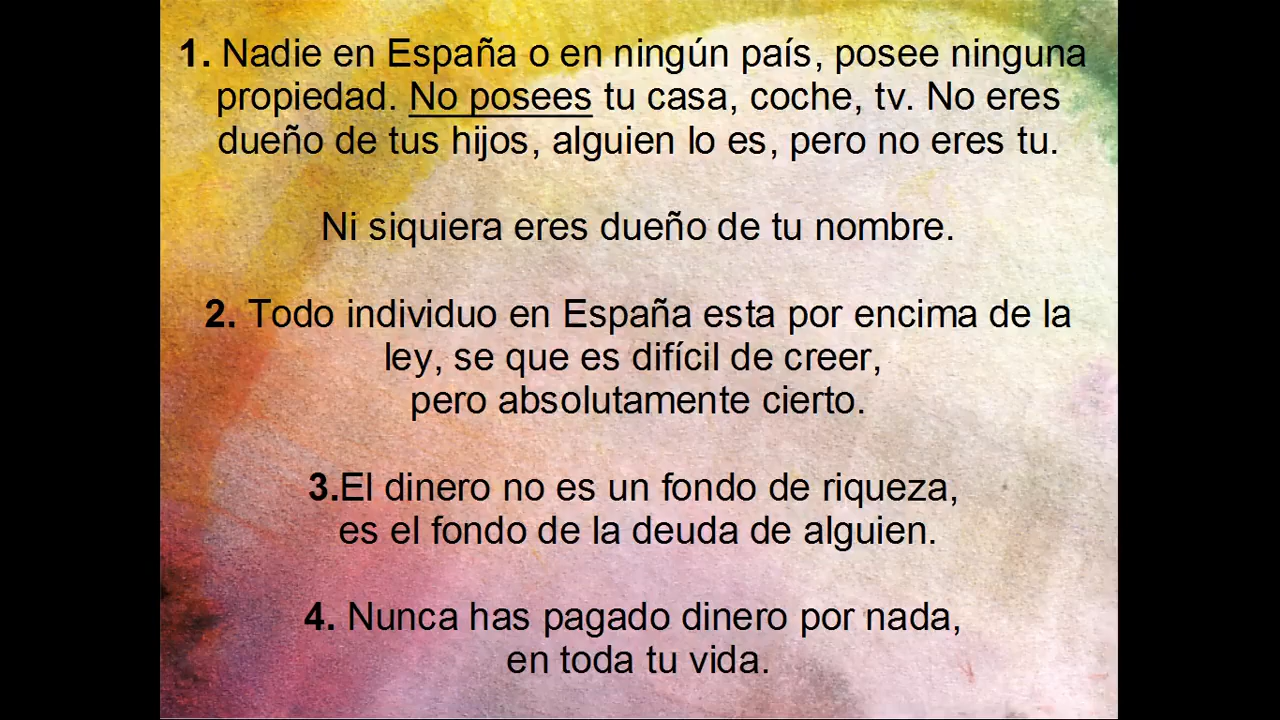 1. Nadie en España o en ningún país, posee ninguna
propiedad. No posees tu casa, coche, tv. No eres
dueño de tus hijos, alguien lo es, pero no eres tu.
Ni siquiera eres dueño de tu nombre.
2. Todo individuo en España esta por encima de la
ley, se que es difícil de creer,
pero absolutamente cierto.
3.El dinero no es un fondo de riqueza,
es el fondo de la deuda de alguien.
4. Nunca has pagado dinero por nada,
en toda tu vida.